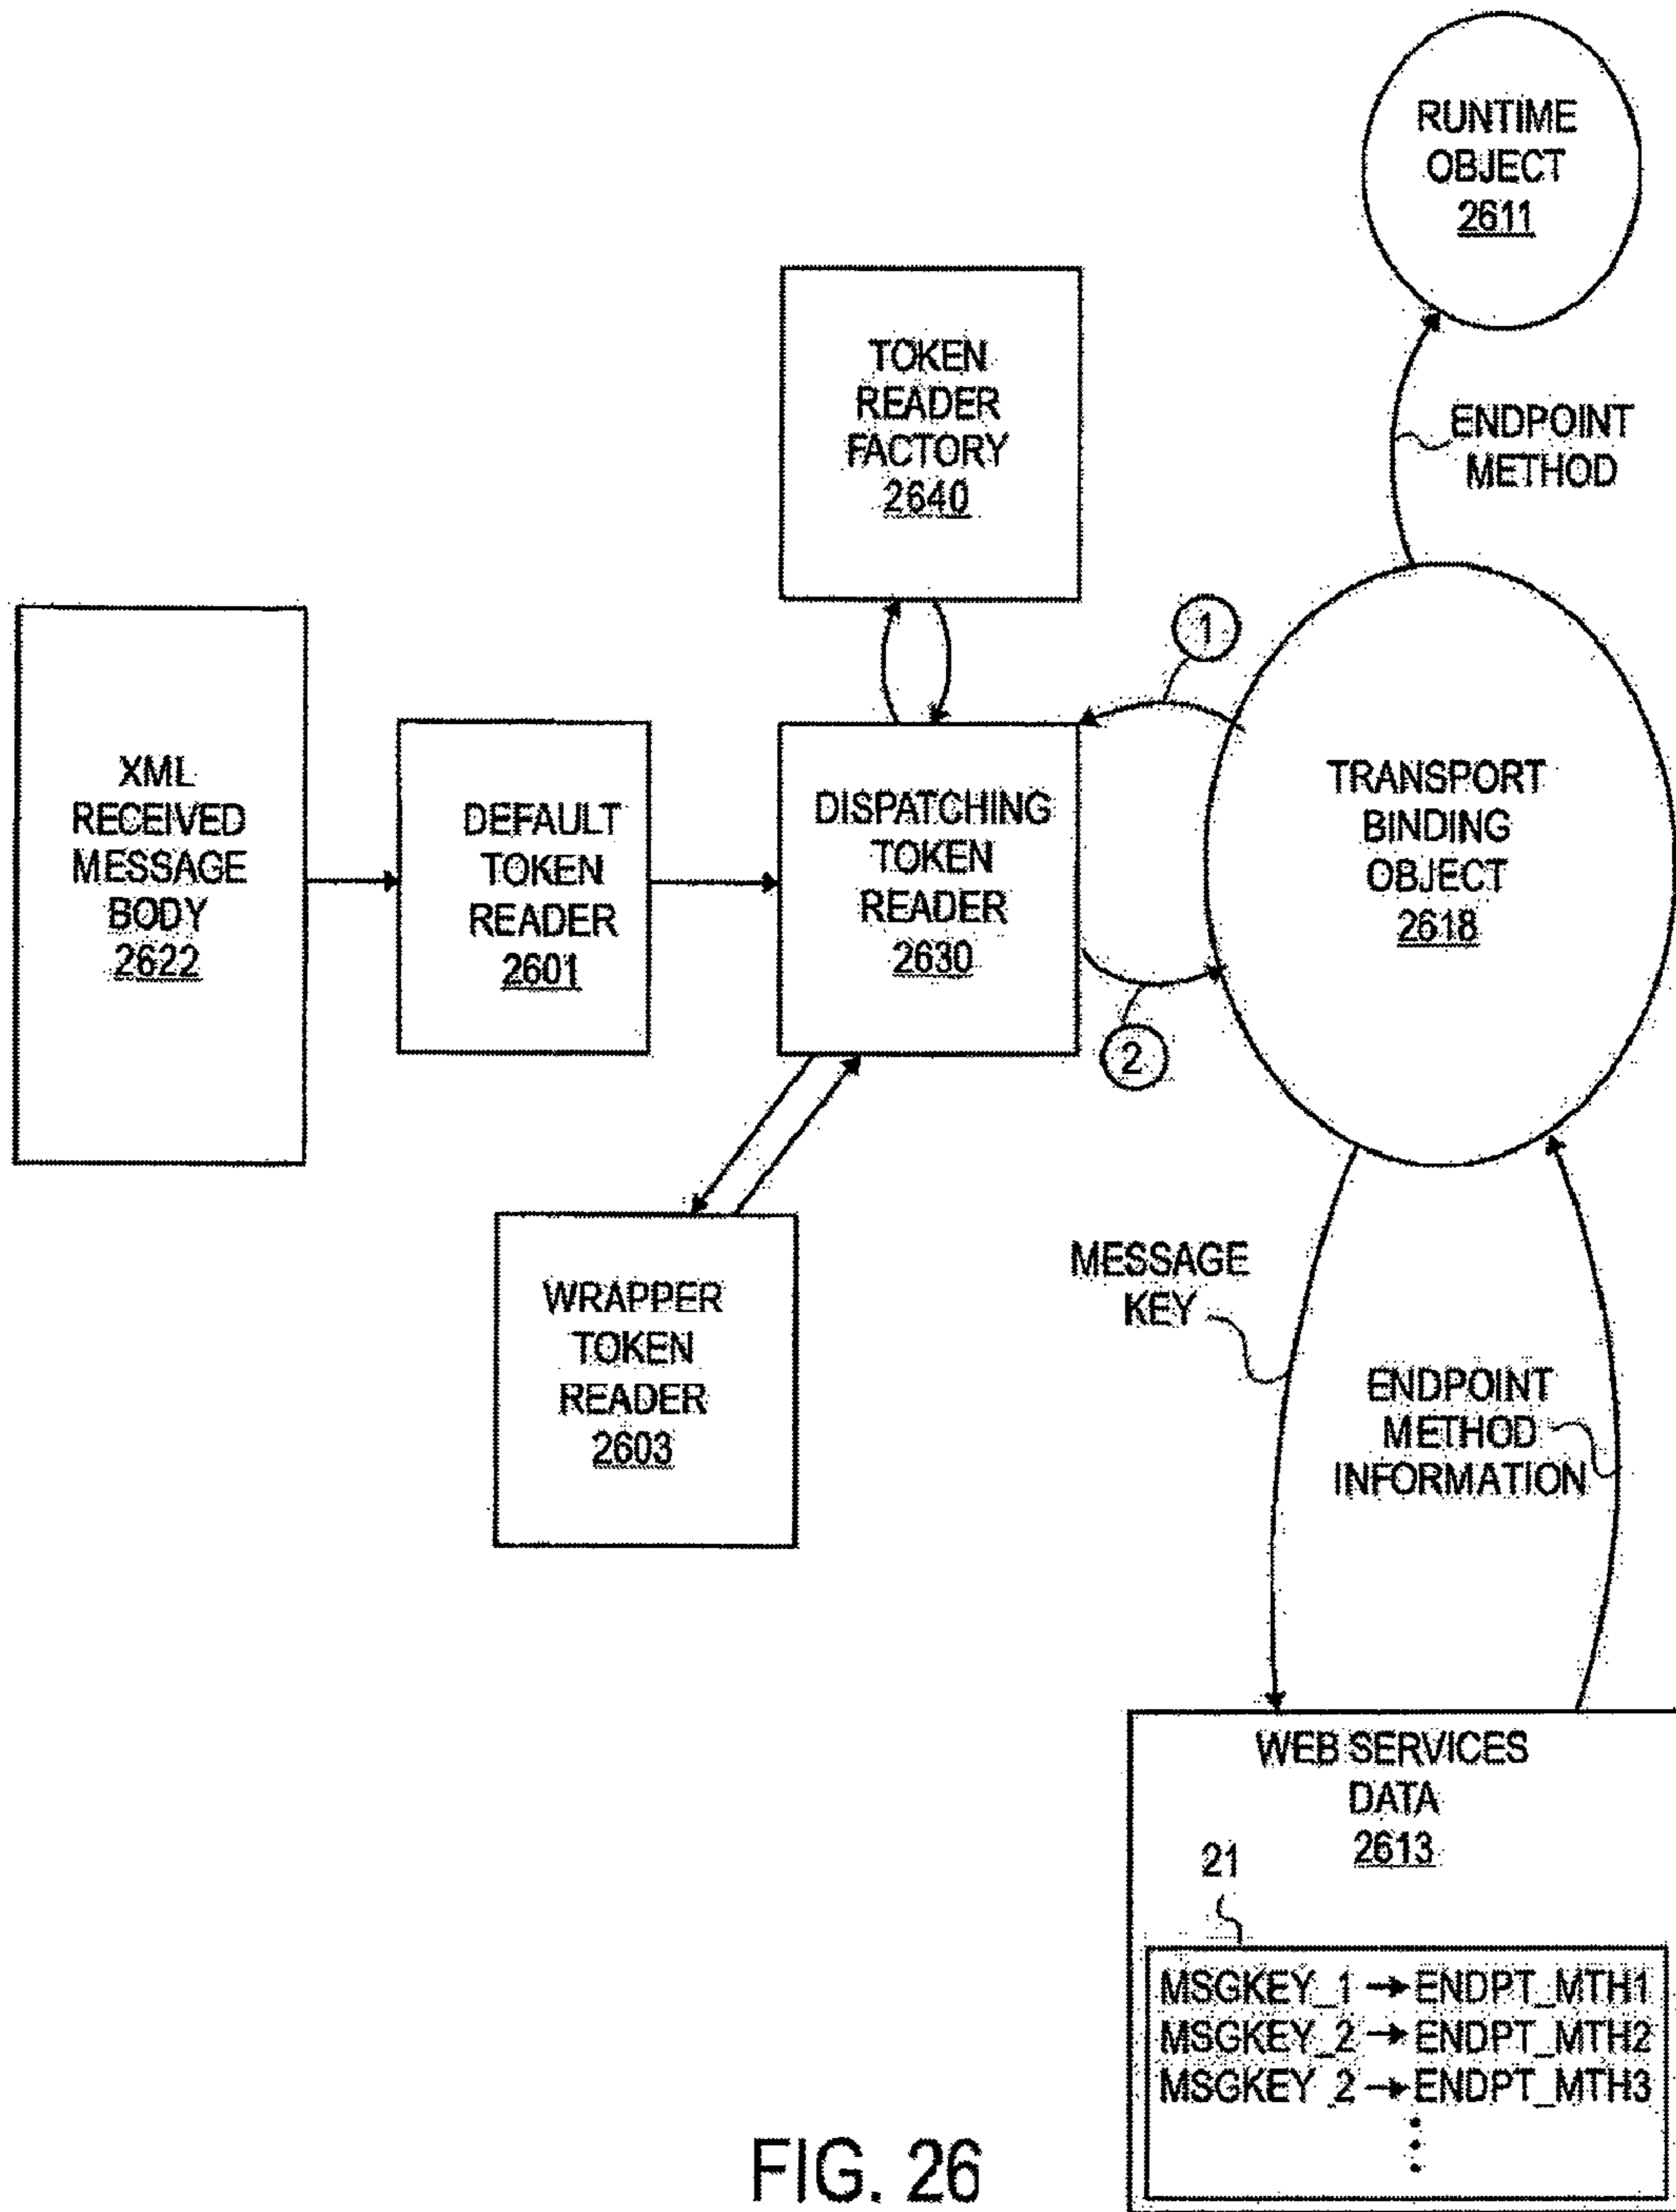 RUNTIME
OBJECT
2611
TOKEN
READER
FACTORY
2640
ENDPOINT
METHOD
1
XML
RECEIVED
MESSAGE
BODY
2622
DEFAULT
TOKEN
READER
2601
DISPATCHING
TOKEN
READER
2630
TRANSPORT
BINDING
OBJECT
2618
2
WRAPPER
TOKEN
READER
2603
MESSAGE
KEY
ENDPOINT
METHOD
INFORMATION
WEB SERVICES
DATA
2613
21
MSGKEY_1 → ENDPT_MTH1
MSGKEY_2 → ENDPT_MTH2
MSGKEY_2 → ENDPT_MTH3
FIG. 26